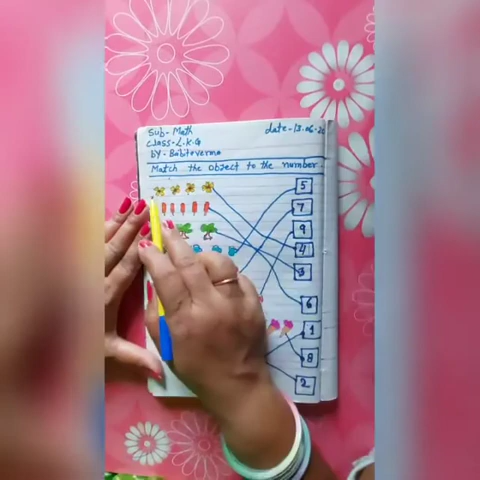 Sub- Math
date-13-06-20
Class-L.K.G
by- Babita verma
Match the object to the number
5
7
9
4
3
6
1
8
2